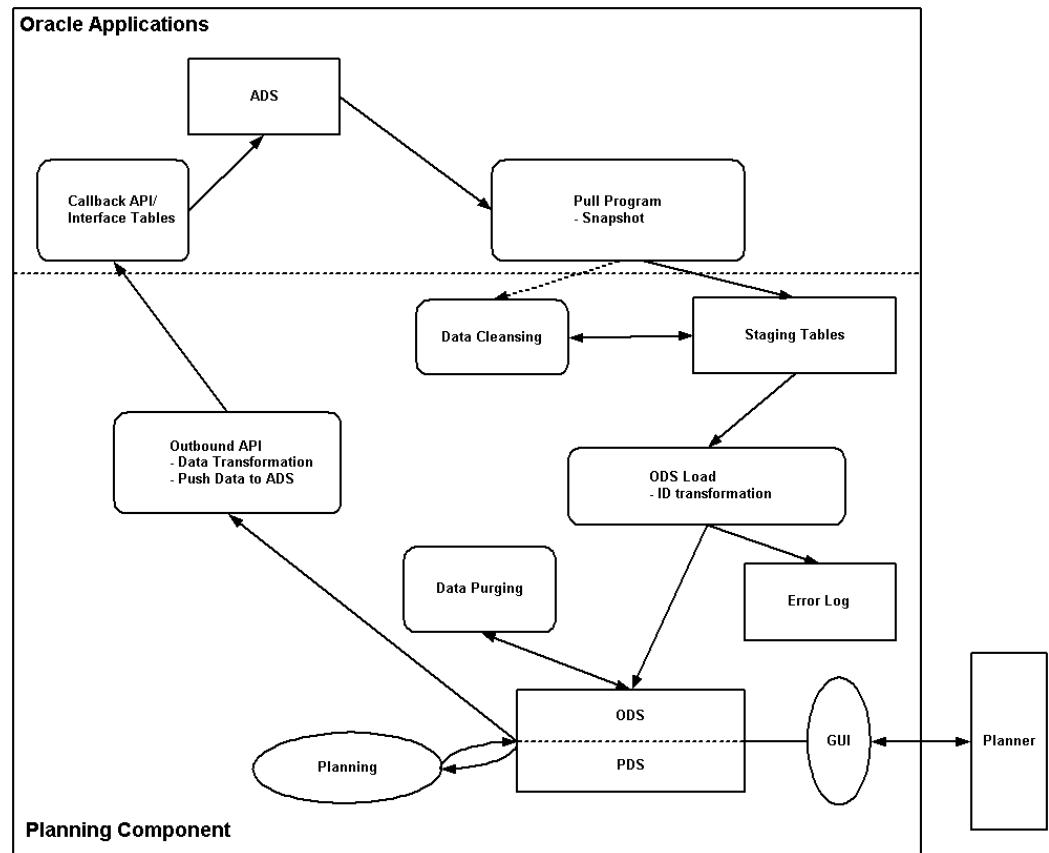 Oracle Applications
ADS
Callback API/
Interface Tables
Pull Program
- Snapshot
Data Cleansing
Staging Tables
Outbound API
- Data Transformation
- Push Data to ADS
ODS Load
- ID transformation
Data Purging
Error Log
ODS
PDS
Planning
GUI
Planner
Planning Component